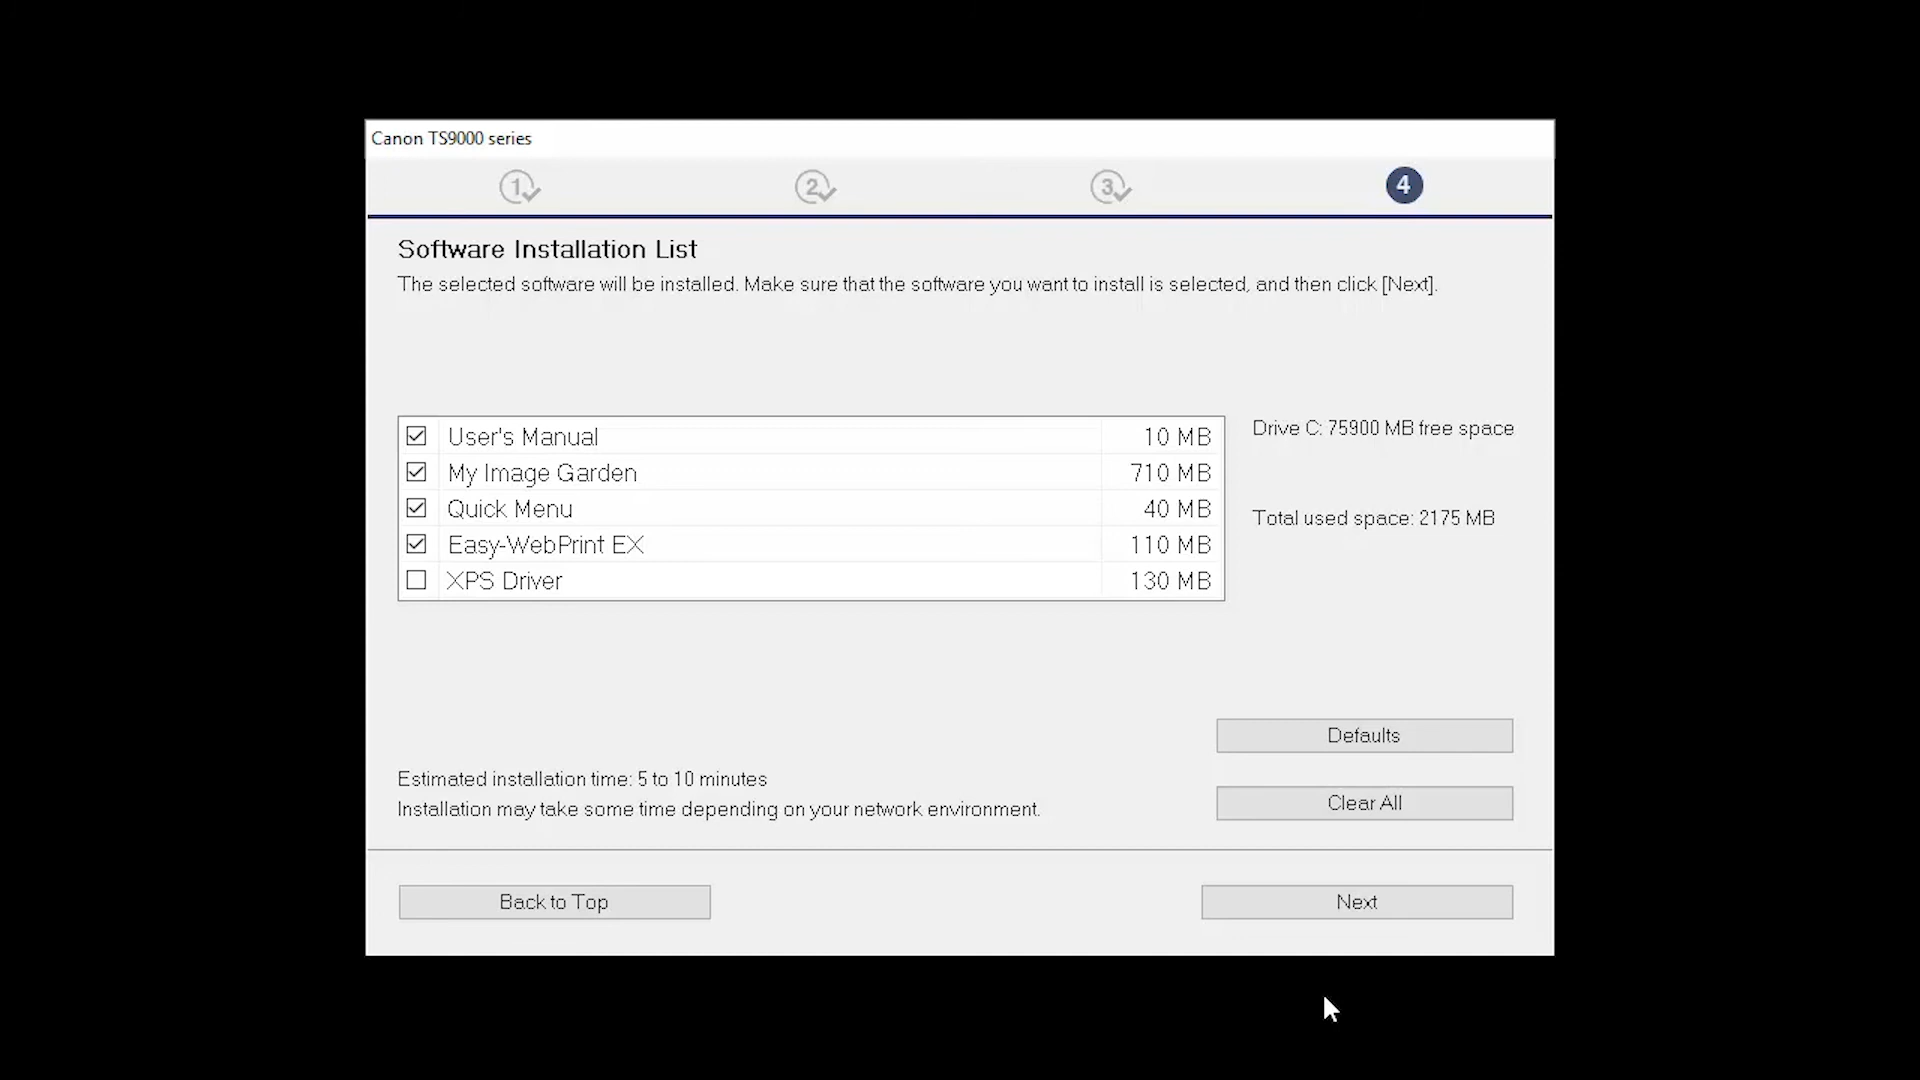 Canon TS9000 series
1
2
3
4
Software Installation List
The selected software will be installed. Make sure that the software you want to install is selected, and then click [Next].
User's Manual 10 MB
My Image Garden 710 MB
Quick Menu 40 MB
Easy-WebPrint EX 110 MB
XPS Driver 130 MB
Drive C: 75900 MB free space
Total used space: 2175 MB
Defaults
Estimated installation time: 5 to 10 minutes
Installation may take some time depending on your network environment.
Clear All
Back to Top
Next